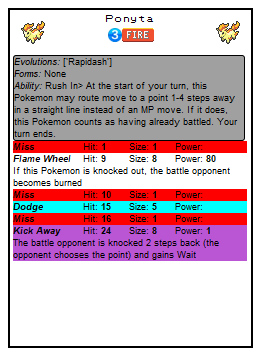 Ponyta
3 FIRE
Evolutions: ['Rapidash']
Forms: None
Ability: Rush In> At the start of your turn, this
Pokemon may route move to a point 1-4 steps away
in a straight line instead of an MP move. If it does,
this Pokemon counts as having already battled. Your
turn ends.
Miss Hit: 1 Size: 1 Power:
Flame Wheel Hit: 9 Size: 8 Power: 80
If this Pokemon is knocked out, the battle opponent
becomes burned
Miss Hit: 10 Size: 1 Power:
Dodge Hit: 15 Size: 5 Power:
Miss Hit: 16 Size: 1 Power:
Kick Away Hit: 24 Size: 8 Power: 1
The battle opponent is knocked 2 steps back (the
opponent chooses the point) and gains Wait